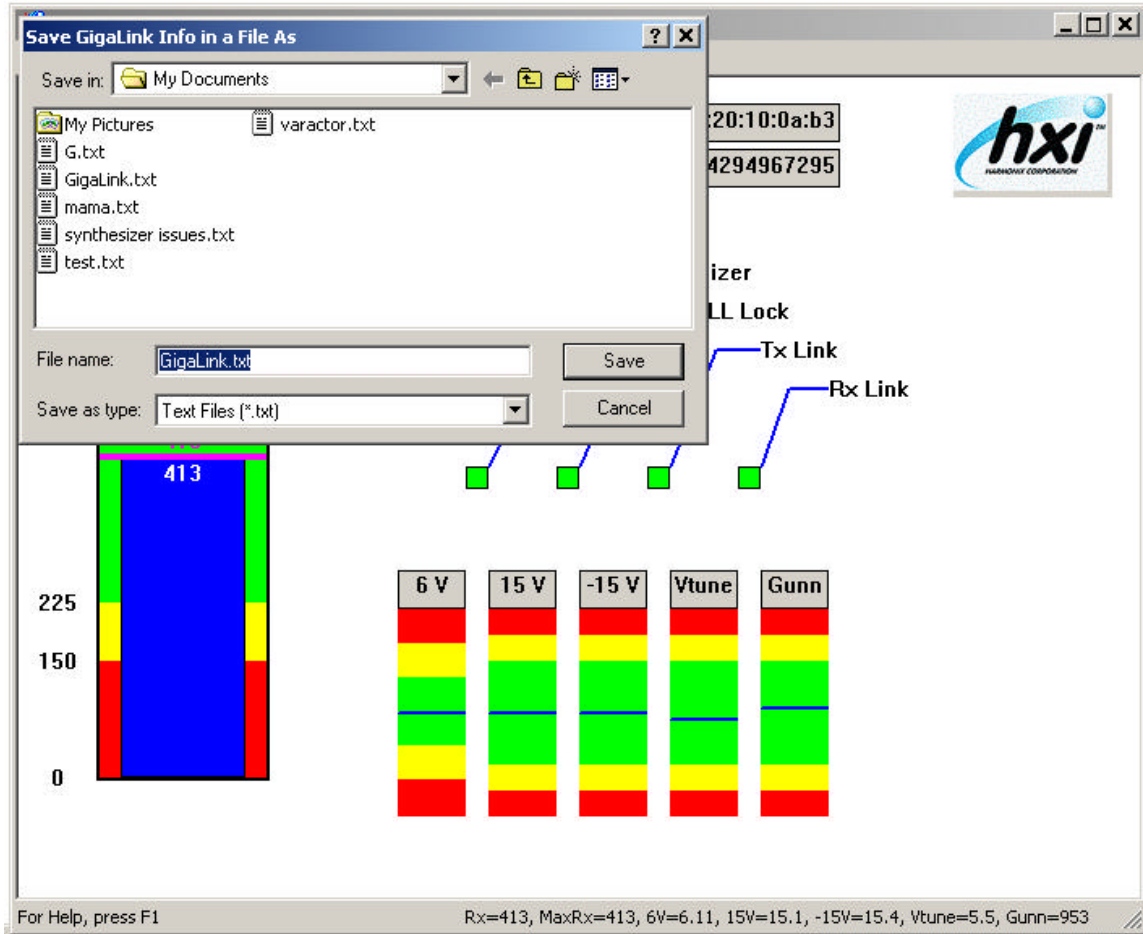 Save GigaLink Info in a File As
Save in: My Documents
My Pictures
varactor.txt
G.txt
GigaLink.txt
mama.txt
synthesizer issues.txt
test.txt
File name: GigaLink.txt
Save
Save as type: Text Files (*.txt)
Cancel
:20:10:0a:b3
4294967295
hxi
HARMONIX CORPORATION
izer
LL Lock
Tx Link
Rx Link
413
225
150
0
6 V
15 V
-15 V
Vtune
Gunn
For Help, press F1
Rx=413, MaxRx=413, 6V=6.11, 15V=15.1, -15V=15.4, Vtune=5.5, Gunn=953